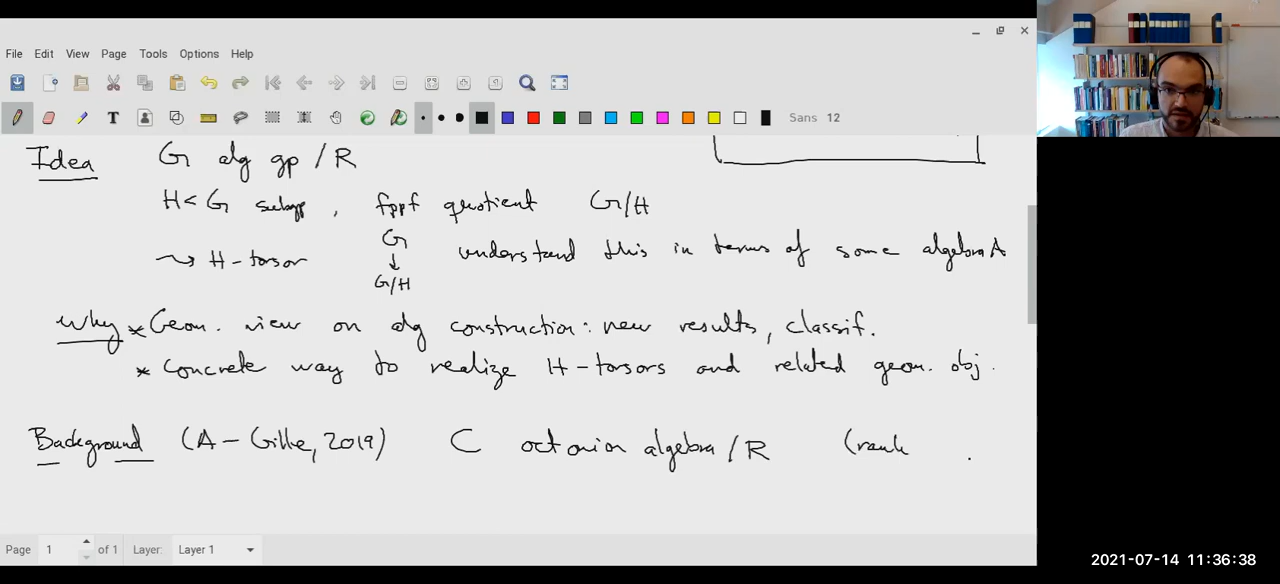 File Edit View Page Tools Options Help
Sans 12
Idea G alg gp / R
H < G subgp , fppf quotient G/H
⇝ H-torsor G ↓ G/H understand this in terms of some algebra A
Why * Geom. view on alg construction: new results, classif.
* Concrete way to realize H-torsors and related geom. obj.
Background (A - Gille, 2019) C octonion algebra / R (rank
Page 1 of 1 Layer: Layer 1
2021-07-14 11:36:38